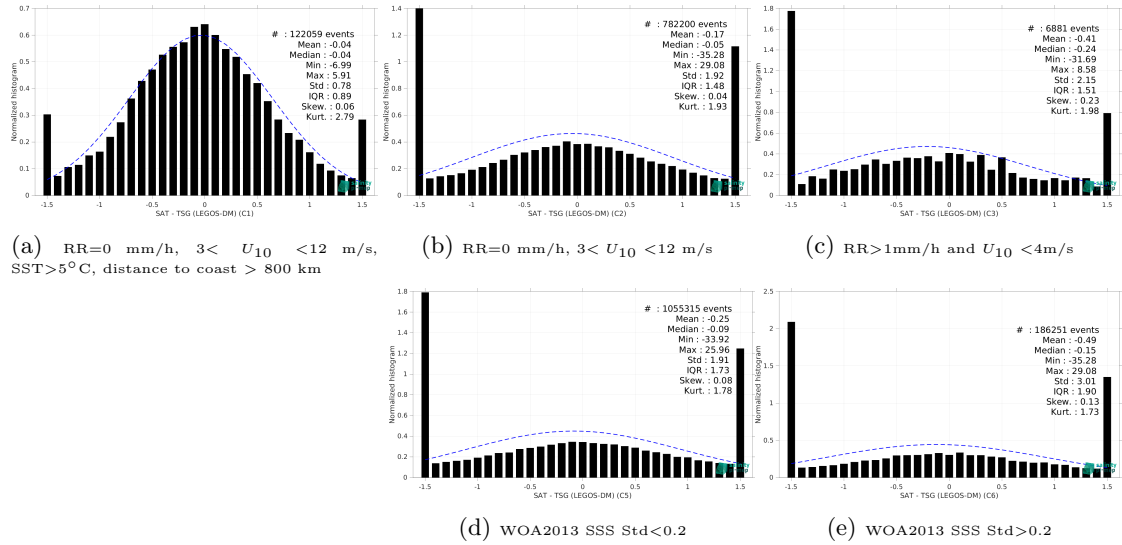 0.7
0.6
0.5
0.4
0.3
0.2
0.1
0
-1.5
-1
-0.5
0
0.5
1
1.5
Normalized histogram
SAT - TSG (LEGOS-DM) (C1)
# : 122059 events
Mean : -0.04
Median : -0.04
Min : -6.99
Max : 5.91
Std : 0.78
IQR : 0.89
Skew. : 0.06
Kurt. : 2.79
(a) RR=0 mm/h, 3< U10 <12 m/s,
SST>5°C, distance to coast > 800 km
1.4
1.2
1
0.8
0.6
0.4
0.2
0
-1.5
-1
-0.5
0
0.5
1
1.5
Normalized histogram
SAT - TSG (LEGOS-DM) (C2)
# : 782200 events
Mean : -0.17
Median : -0.05
Min : -35.28
Max : 29.08
Std : 1.92
IQR : 1.48
Skew. : 0.04
Kurt. : 1.93
(b) RR=0 mm/h, 3< U10 <12 m/s
1.8
1.6
1.4
1.2
1
0.8
0.6
0.4
0.2
0
-1.5
-1
-0.5
0
0.5
1
1.5
Normalized histogram
SAT - TSG (LEGOS-DM) (C3)
# : 6881 events
Mean : -0.41
Median : -0.24
Min : -31.69
Max : 8.58
Std : 2.15
IQR : 1.51
Skew. : 0.23
Kurt. : 1.98
(c) RR>1mm/h and U10 <4m/s
1.8
1.6
1.4
1.2
1
0.8
0.6
0.4
0.2
0
-1.5
-1
-0.5
0
0.5
1
1.5
Normalized histogram
SAT - TSG (LEGOS-DM) (C5)
# : 1055315 events
Mean : -0.25
Median : -0.09
Min : -33.92
Max : 25.96
Std : 1.91
IQR : 1.73
Skew. : 0.08
Kurt. : 1.78
(d) WOA2013 SSS Std<0.2
2.5
2
1.5
1
0.5
0
-1.5
-1
-0.5
0
0.5
1
1.5
Normalized histogram
SAT - TSG (LEGOS-DM) (C6)
# : 186251 events
Mean : -0.49
Median : -0.15
Min : -35.28
Max : 29.08
Std : 3.01
IQR : 1.90
Skew. : 0.13
Kurt. : 1.73
(e) WOA2013 SSS Std>0.2